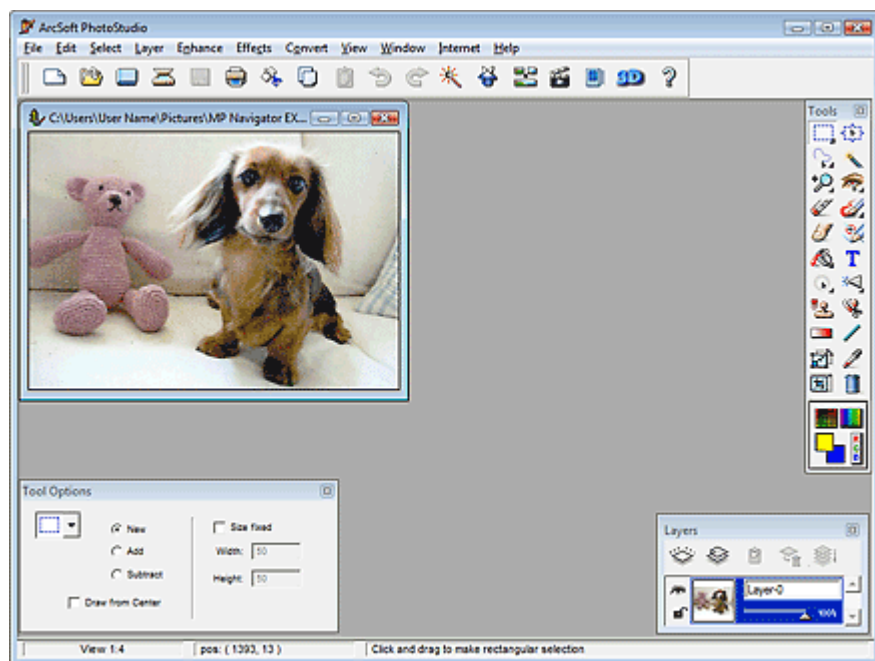 ArcSoft PhotoStudio
File Edit Select Layer Enhance Effects Convert View Window Internet Help
3D ?
C:\Users\User Name\Pictures\MP Navigator EX...
Tools
T
Tool Options
New
Add
Subtract
Draw from Center
Size fixed
Width: 50
Height: 50
Layers
Layer-0
100%
View 1:4
pos: ( 1393, 13 )
Click and drag to make rectangular selection